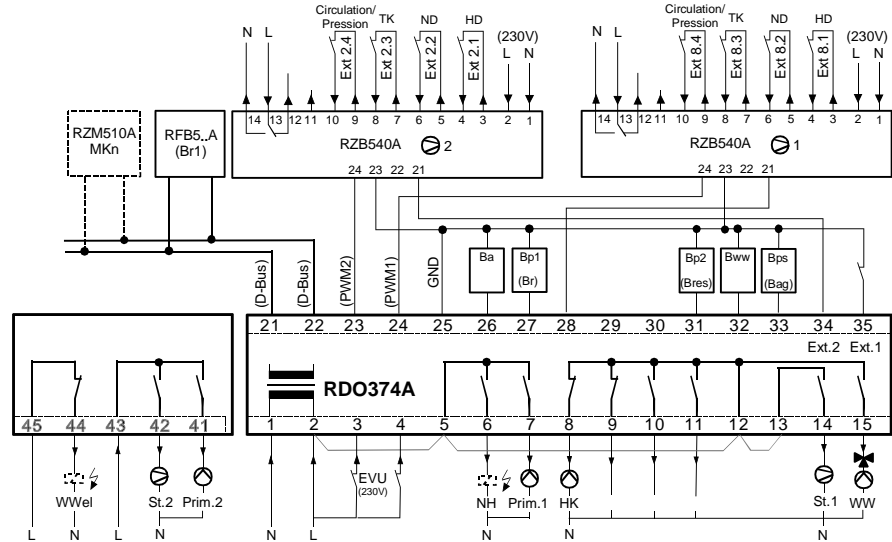 Circulation/ Pression TK ND HD
N L Ext 2.4 Ext 2.3 Ext 2.2 Ext 2.1 (230V) L N
14 13 12 11 10 9 8 7 6 5 4 3 2 1
RZB540A 2
24 23 22 21
Circulation/ Pression TK ND HD
N L Ext 8.4 Ext 8.3 Ext 8.2 Ext 8.1 (230V) L N
14 13 12 11 10 9 8 7 6 5 4 3 2 1
RZB540A 1
24 23 22 21
RZM510A
MKn
RFB5..A
(Br1)
(D-Bus) (D-Bus) (PWM2) (PWM1) GND
Ba
Bp1
(Br)
Bp2
(Bres)
Bww
Bps
(Bag)
21 22 23 24 25 26 27 28 29 30 31 32 33 34 35
Ext.2 Ext.1
RDO374A
45 44 43 42 41
1 2 3 4 5 6 7 8 9 10 11 12 13 14 15
WWel St.2 Prim.2
EVU
(230V)
NH Prim.1 HK St.1 WW
L N L N N L N N N